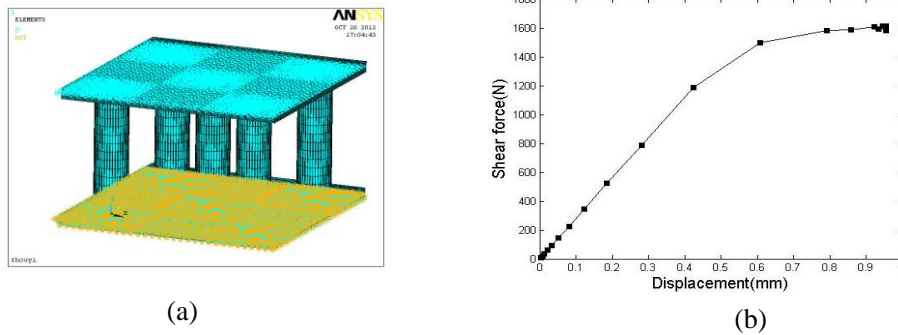 1
ELEMENTS
U
ANSYS
OCT 26 2012
17:04:43
shouyi
(a)
1800
1600
1400
1200
1000
800
600
400
200
0
Shear force(N)
0 0.1 0.2 0.3 0.4 0.5 0.6 0.7 0.8 0.9
Displacement(mm)
(b)